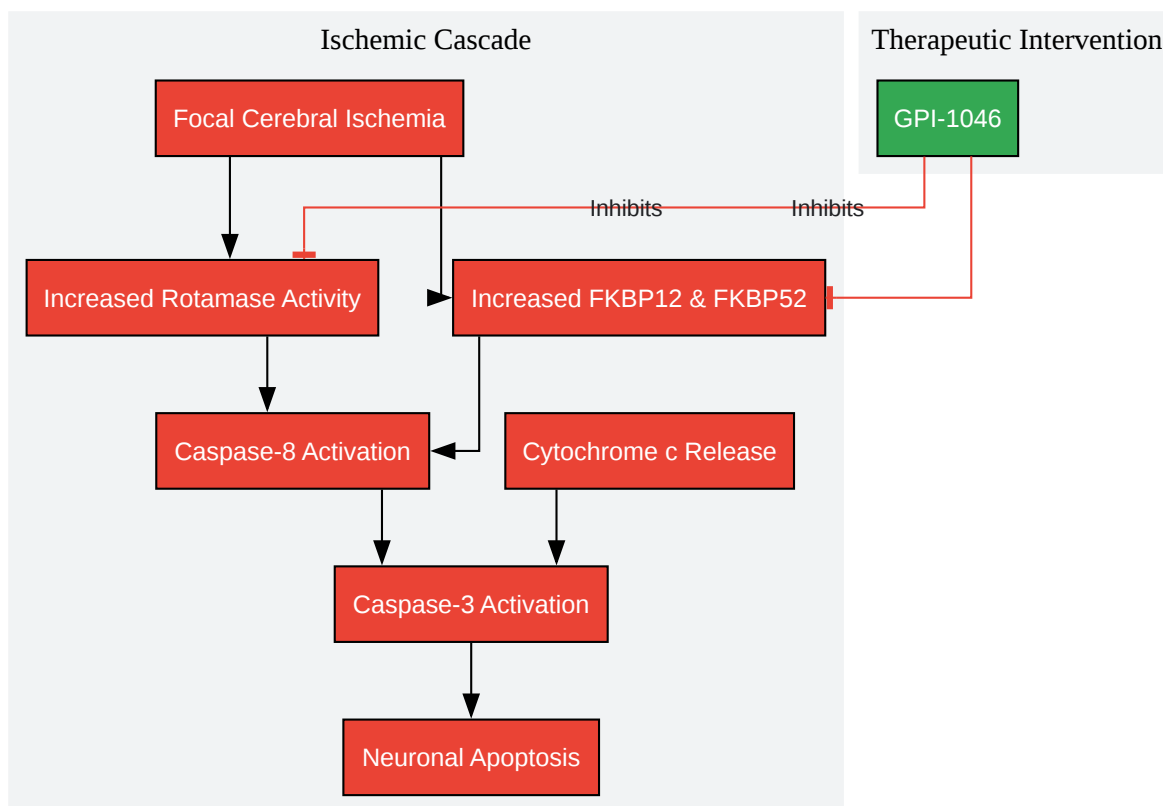 Ischemic Cascade
Therapeutic Intervention
Focal Cerebral Ischemia
GPI-1046
Inhibits
Inhibits
Increased Rotamase Activity
Increased FKBP12 & FKBP52
Caspase-8 Activation
Cytochrome c Release
Caspase-3 Activation
Neuronal Apoptosis